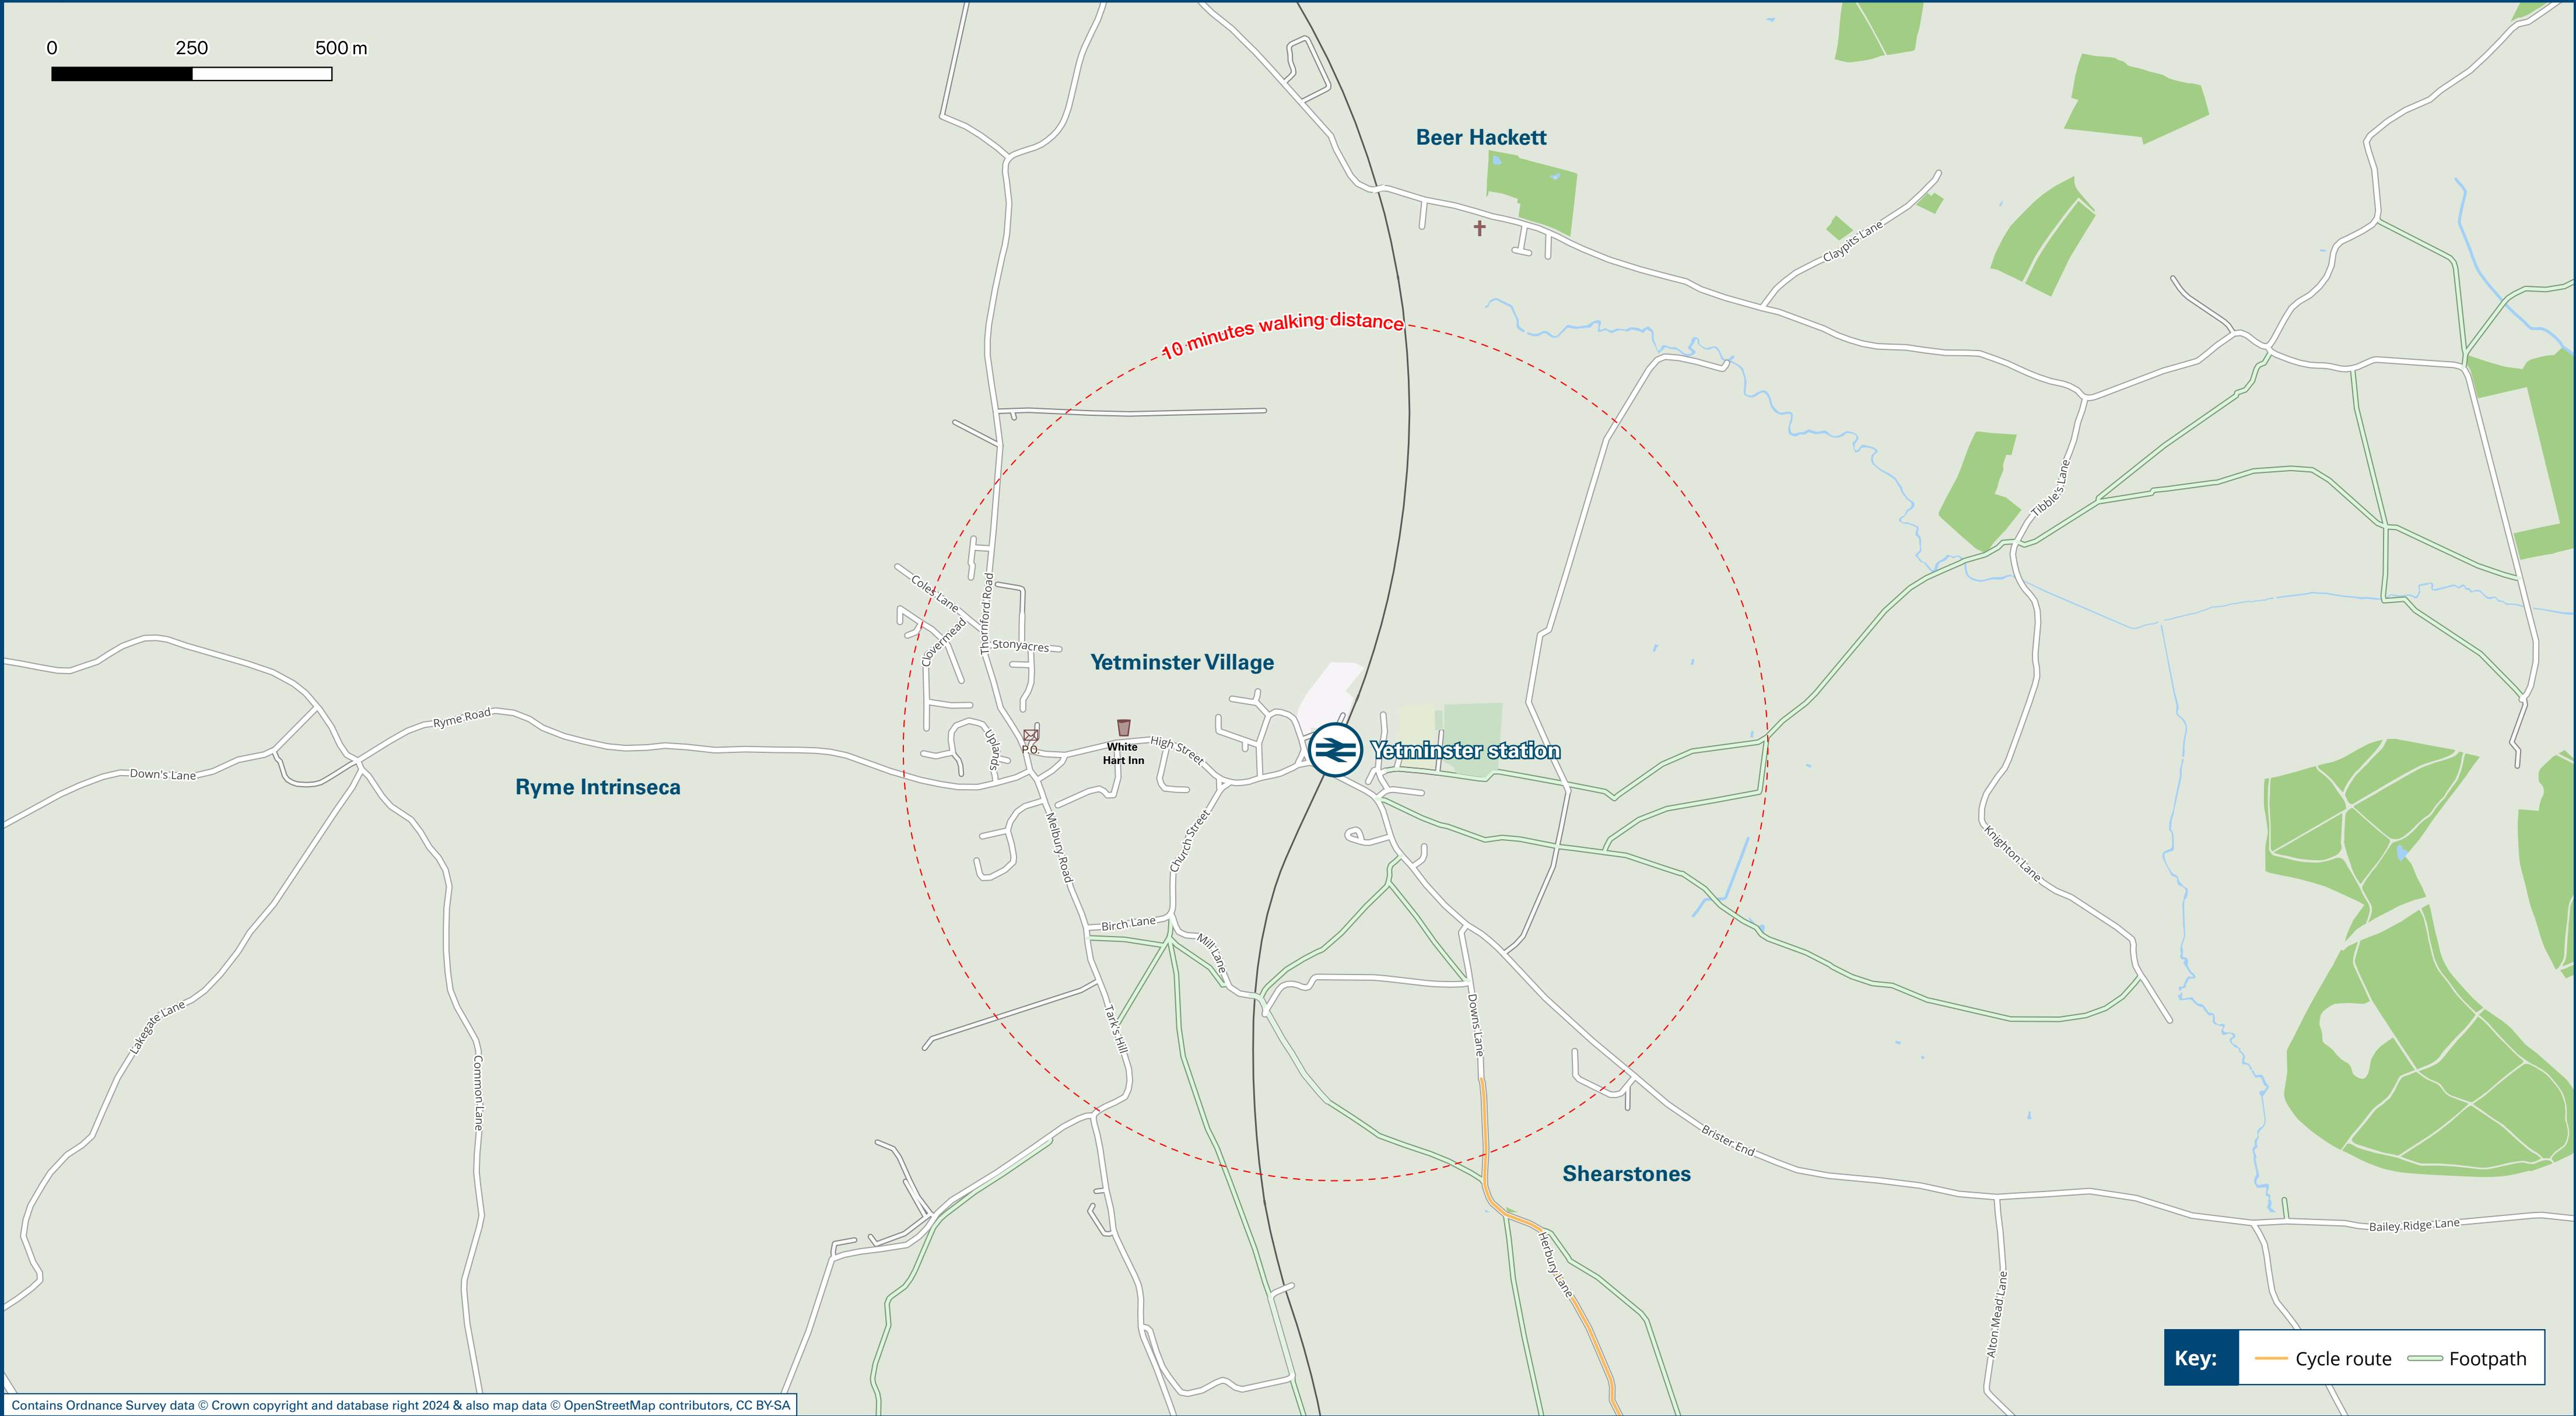 0 250 500 m
Beer Hackett
Claypits Lane
10 minutes walking distance
Tibble's Lane
Coles Lane
Thornford Road
Clovermead
Stonyacres
Yetminster Village
Ryme Road
Uplands
P.O.
White
Hart Inn
High Street
Yetminster station
Down's Lane
Ryme Intrinseca
Melbury Road
Church Street
Knighton Lane
Birch Lane
Mill Lane
Lakegate Lane
Tark's Hill
Downs Lane
Common Lane
Brister End
Shearstones
Bailey Ridge Lane
Herbury Lane
Alton Mead Lane
Key: Cycle route Footpath
Contains Ordnance Survey data © Crown copyright and database right 2024 & also map data © OpenStreetMap contributors, CC BY-SA